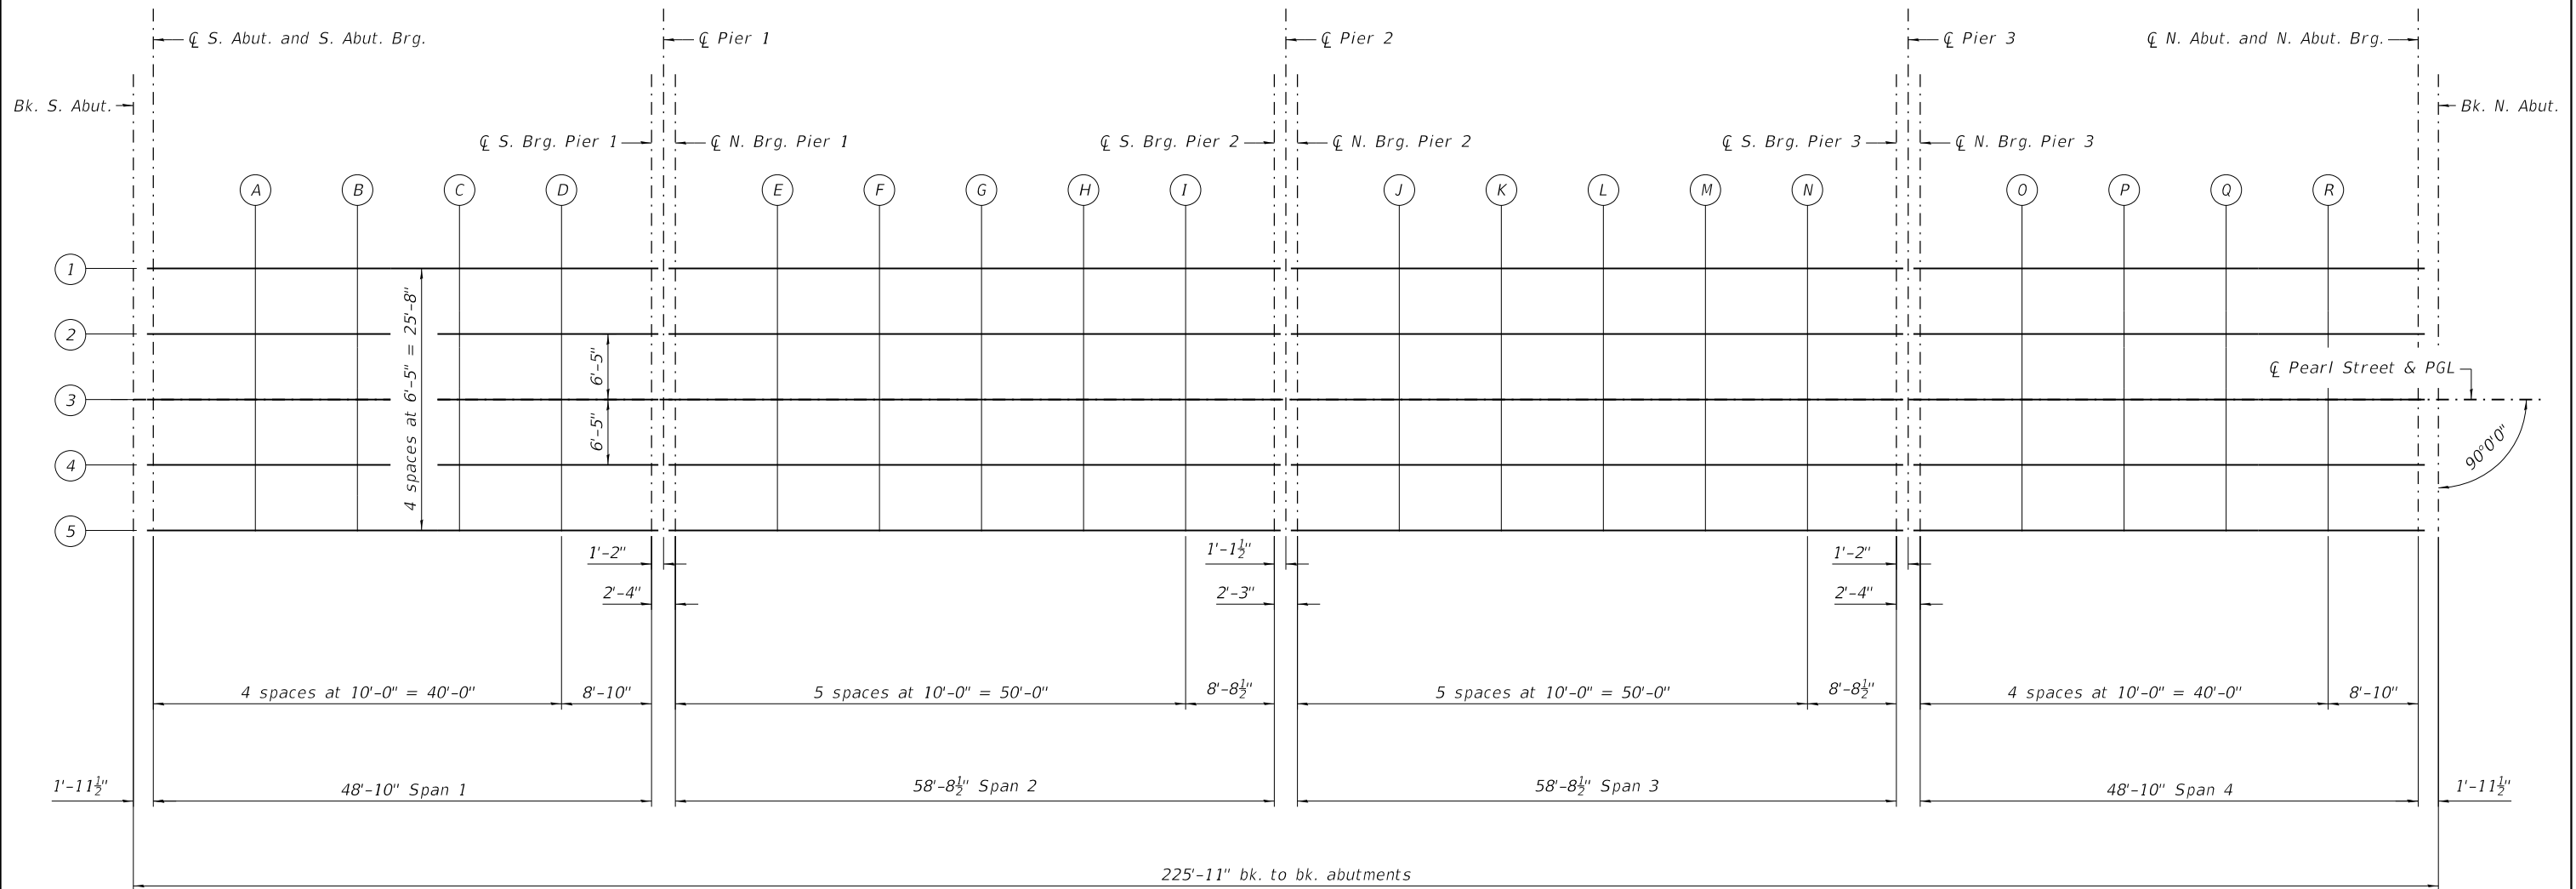 ℄ S. Abut. and S. Abut. Brg.
℄ Pier 1
℄ Pier 2
℄ Pier 3
℄ N. Abut. and N. Abut. Brg.
Bk. S. Abut.
Bk. N. Abut.
℄ S. Brg. Pier 1
℄ N. Brg. Pier 1
℄ S. Brg. Pier 2
℄ N. Brg. Pier 2
℄ S. Brg. Pier 3
℄ N. Brg. Pier 3
A
B
C
D
E
F
G
H
I
J
K
L
M
N
O
P
Q
R
1
2
3
4
5
4 spaces at 6'-5" = 25'-8"
6'-5"
6'-5"
℄ Pearl Street & PGL
90°0'0"
1'-2"
1'-1½"
1'-2"
2'-4"
2'-3"
2'-4"
4 spaces at 10'-0" = 40'-0"
8'-10"
5 spaces at 10'-0" = 50'-0"
8'-8½"
5 spaces at 10'-0" = 50'-0"
8'-8½"
4 spaces at 10'-0" = 40'-0"
8'-10"
1'-11½"
48'-10" Span 1
58'-8½" Span 2
58'-8½" Span 3
48'-10" Span 4
1'-11½"
225'-11" bk. to bk. abutments